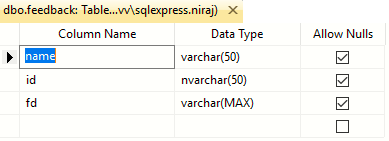 dbo.feedback: Table...vv\sqlexpress.niraj)
Column Name Data Type Allow Nulls
name varchar(50)
id nvarchar(50)
fd varchar(MAX)